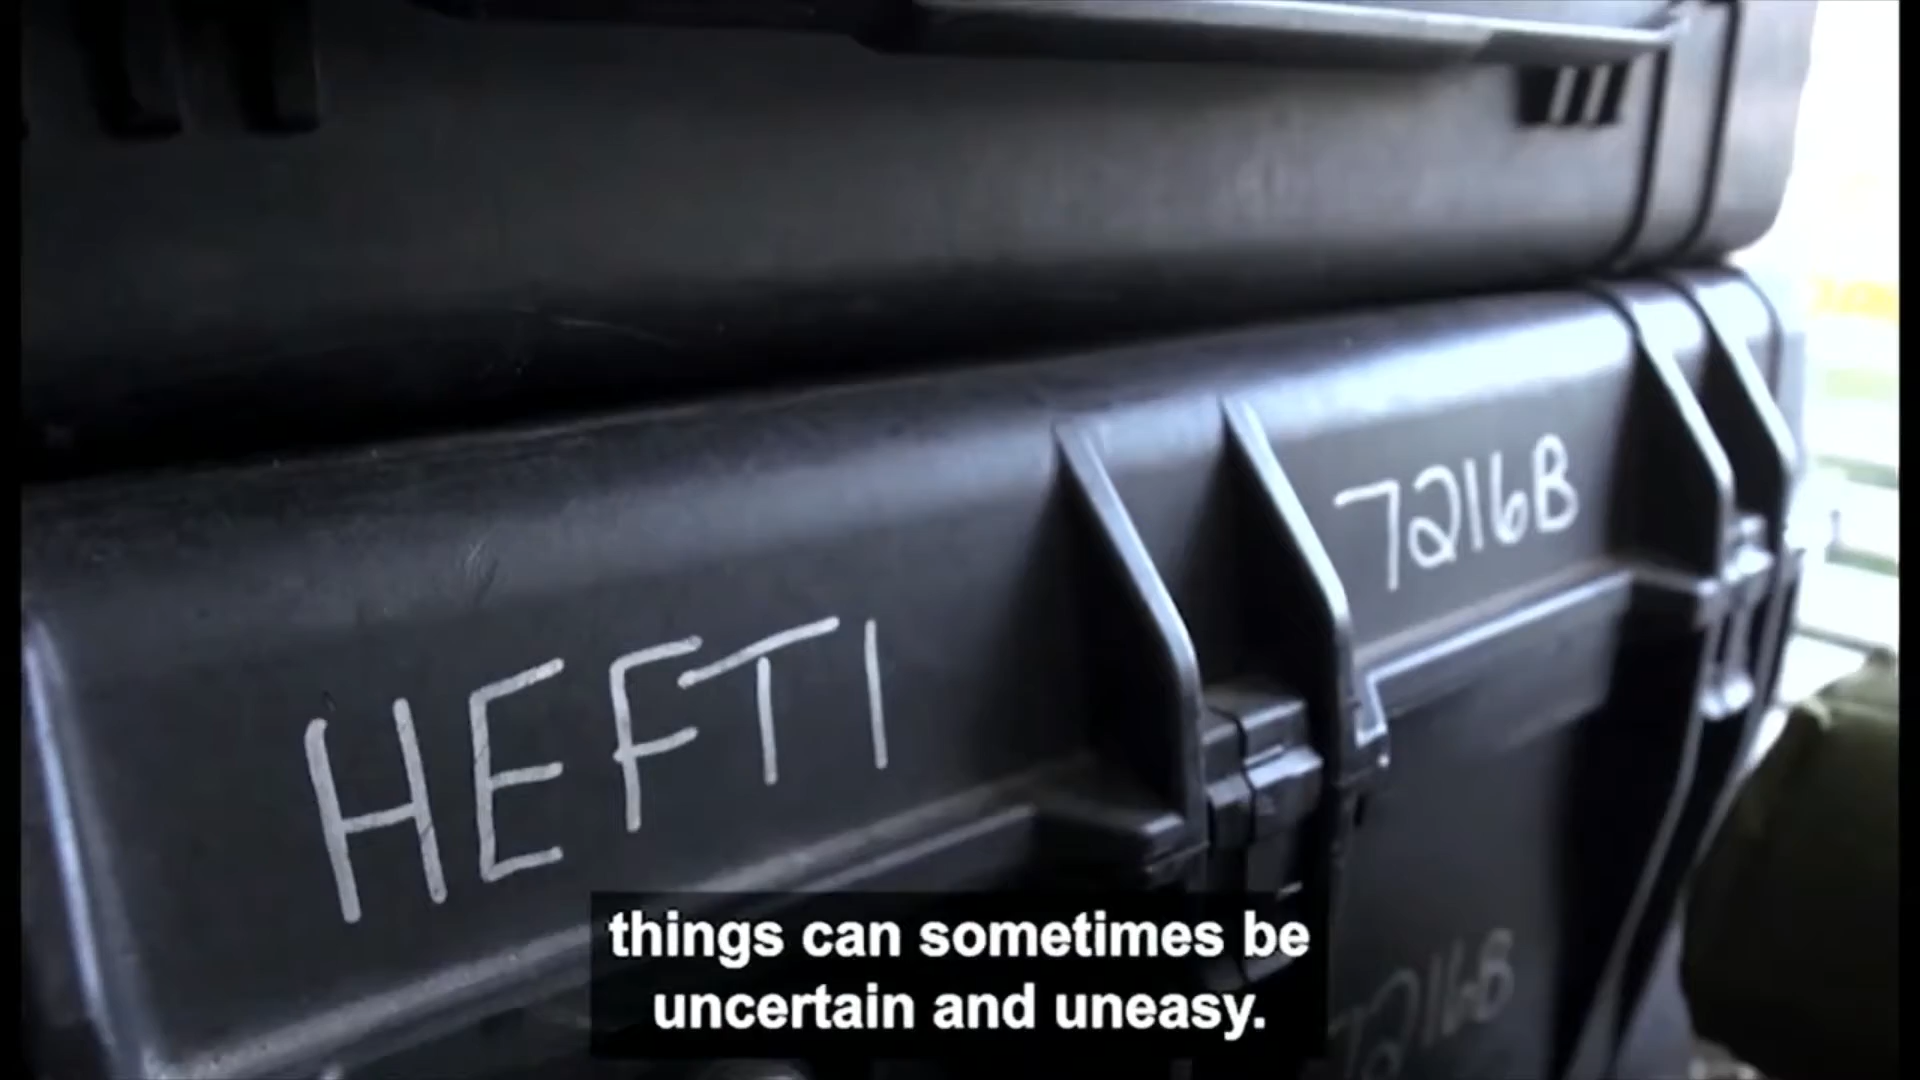 HEFTI
7216B
7216B
things can sometimes be
uncertain and uneasy.